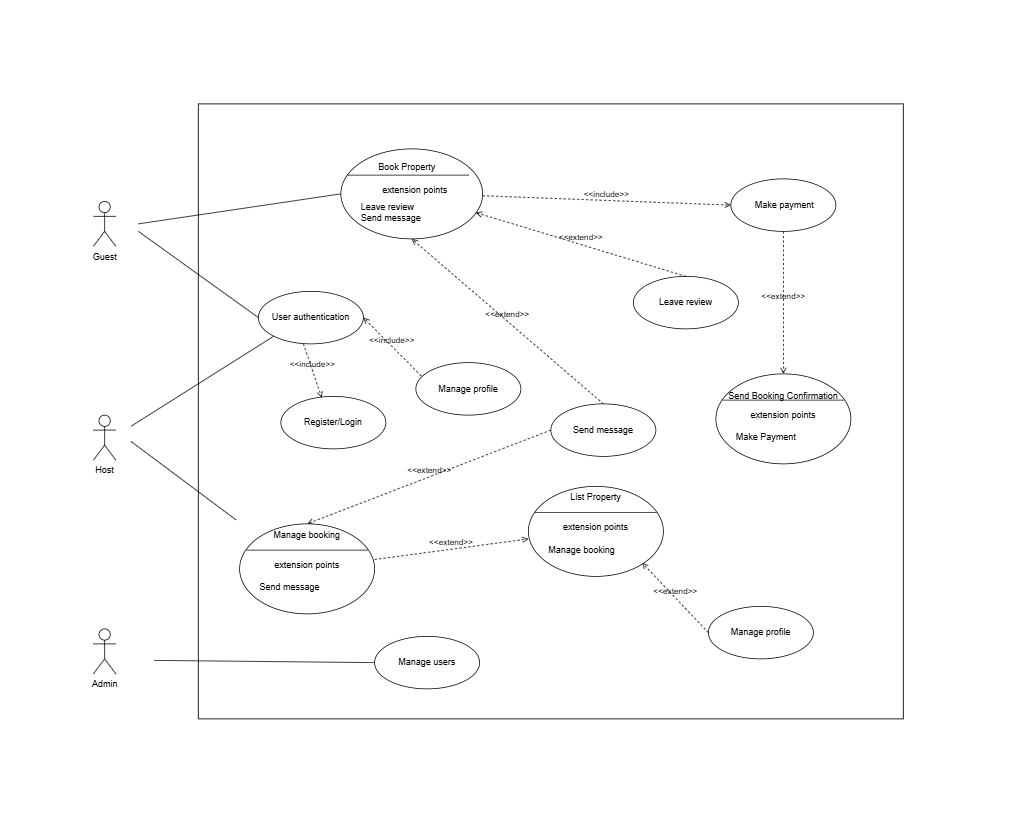 Book Property
extension points
Leave review
Send message
<<include>>
Make payment
<<extend>>
Guest
Leave review
<<extend>>
User authentication
<<extend>>
<<include>>
<<include>>
Manage profile
Send Booking Confirmation
extension points
Make Payment
Register/Login
Send message
Host
<<extend>>
List Property
extension points
Manage booking
Manage booking
extension points
Send message
<<extend>>
<<extend>>
Manage profile
Manage users
Admin